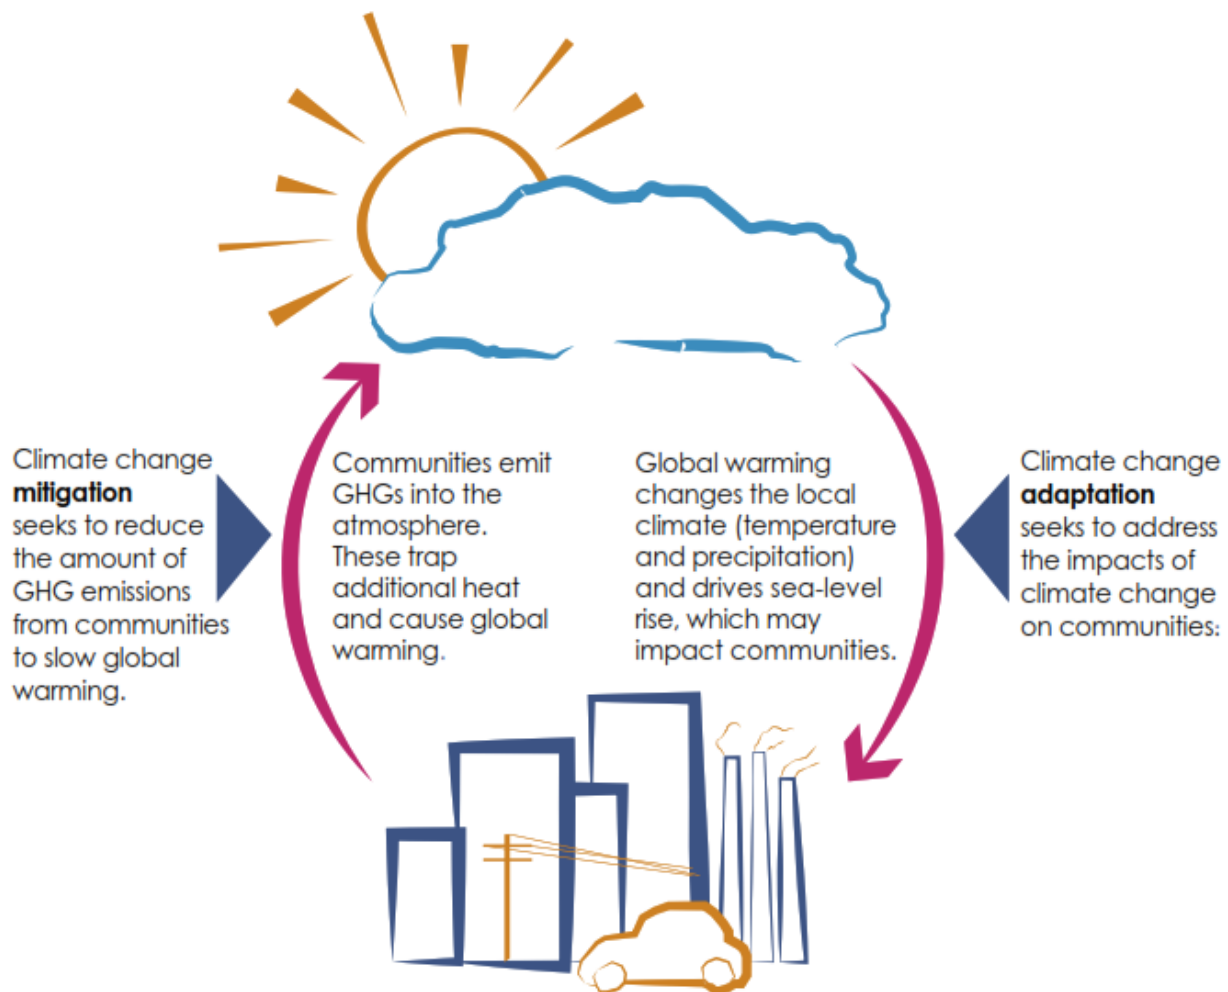 Climate change
mitigation
seeks to reduce
the amount of
GHG emissions
from communities
to slow global
warming.
Communities emit
GHGs into the
atmosphere.
These trap
additional heat
and cause global
warming.
Global warming
changes the local
climate (temperature
and precipitation)
and drives sea-level
rise, which may
impact communities.
Climate change
adaptation
seeks to address
the impacts of
climate change
on communities: